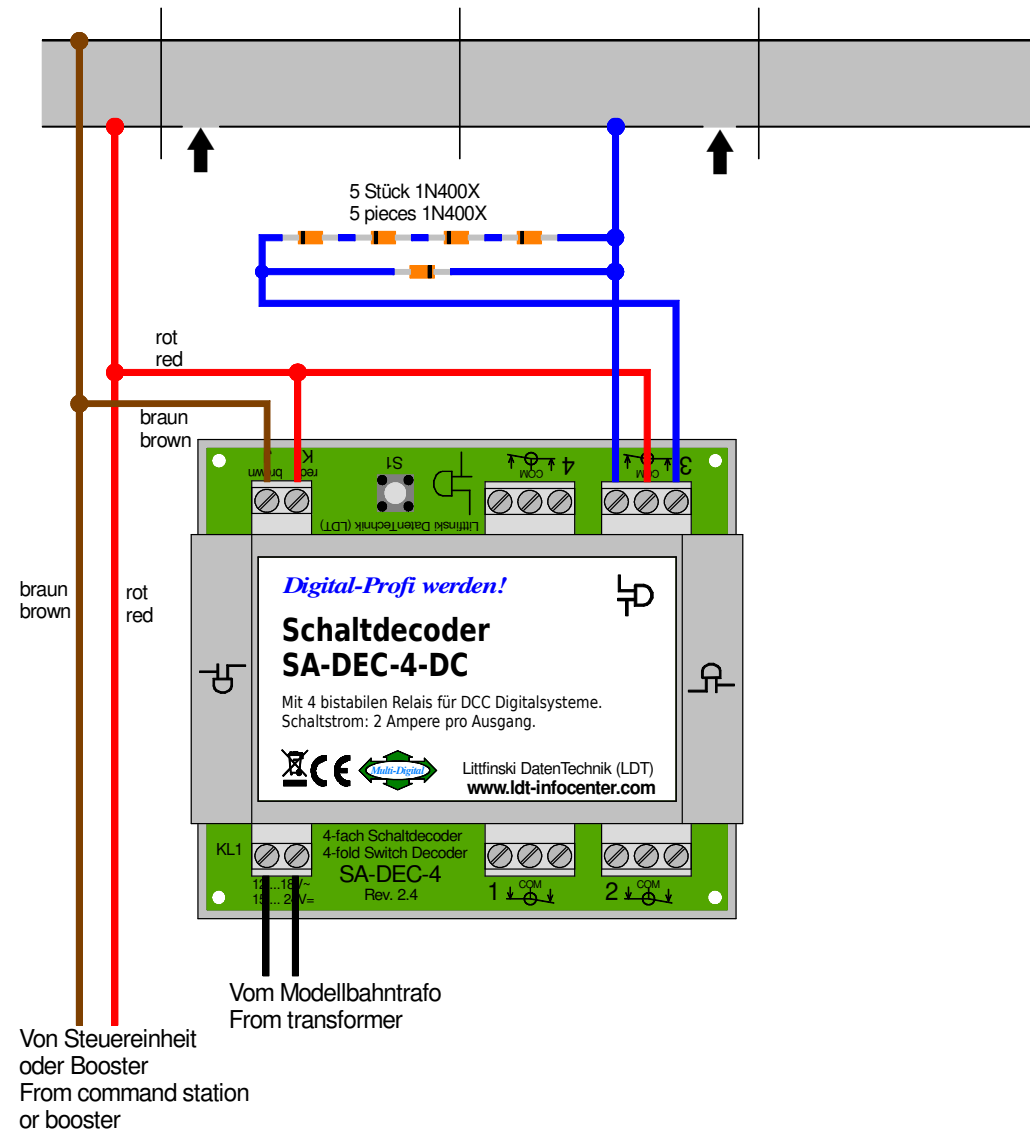 5 Stück 1N400X
5 pieces 1N400X
rot
red
braun
brown
K
brown
red
S1
COM
4
COM
3
Littfinski DatenTechnik (LDT)
braun
brown
rot
red
Digital-Profi werden!
Schaltdecoder
SA-DEC-4-DC
Mit 4 bistabilen Relais für DCC Digitalsysteme.
Schaltstrom: 2 Ampere pro Ausgang.
CE
Multi-Digital
Littfinski DatenTechnik (LDT)
www.ldt-infocenter.com
KL1
4-fach Schaltdecoder
4-fold Switch Decoder
SA-DEC-4
Rev. 2.4
1
COM
2
COM
Vom Modellbahntrafo
From transformer
Von Steuereinheit
oder Booster
From command station
or booster